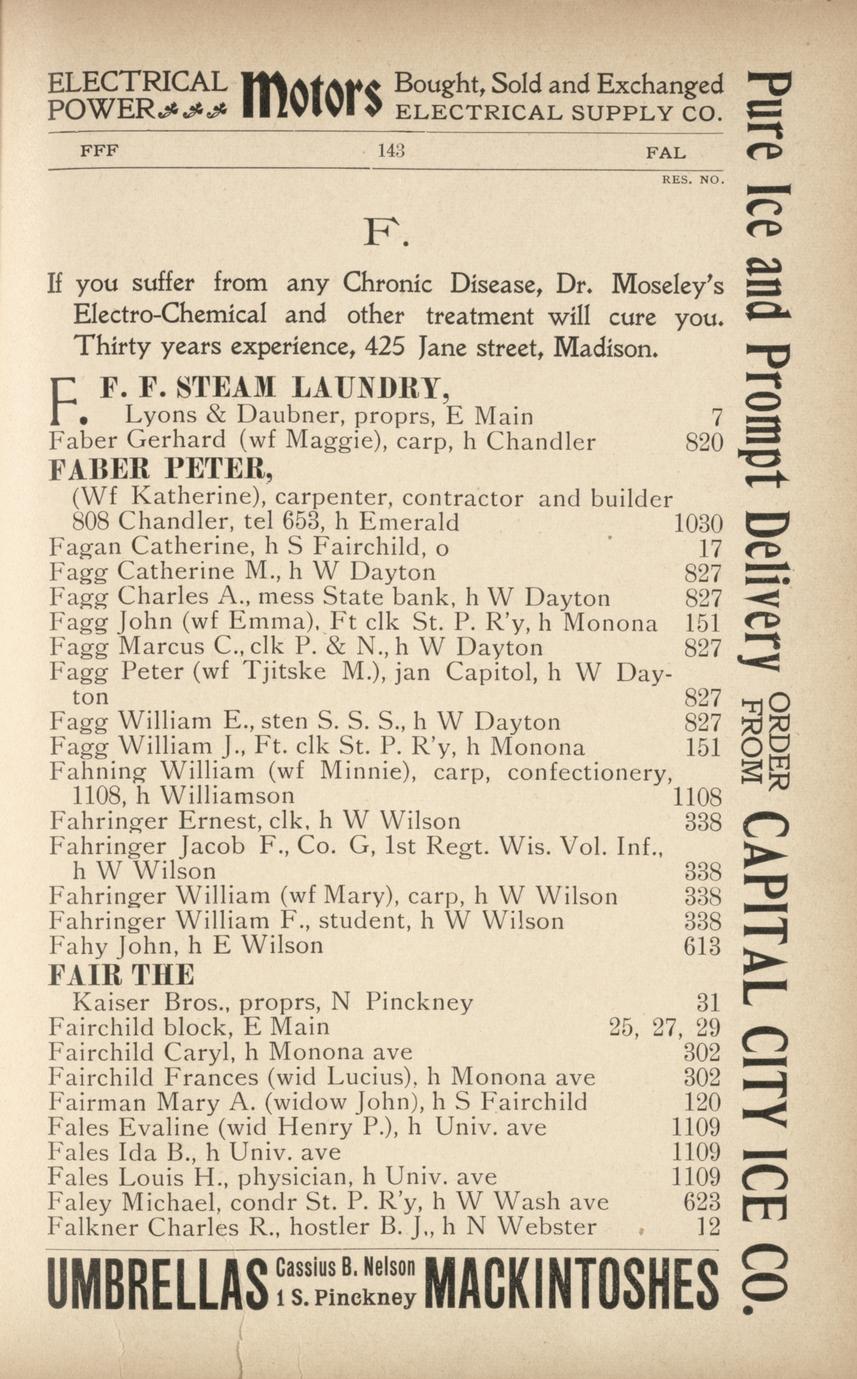 ELECTRICAL POWER Motors Bought, Sold and Exchanged
ELECTRICAL SUPPLY CO.
FFF 143 FAL
RES. NO.
F.
If you suffer from any Chronic Disease, Dr. Moseley's
Electro-Chemical and other treatment will cure you.
Thirty years experience, 425 Jane street, Madison.
F. F. F. STEAM LAUNDRY,
Lyons & Daubner, proprs, E Main 7
Faber Gerhard (wf Maggie), carp, h Chandler 820
FABER PETER,
(Wf Katherine), carpenter, contractor and builder
808 Chandler, tel 653, h Emerald 1030
Fagan Catherine, h S Fairchild, o 17
Fagg Catherine M., h W Dayton 827
Fagg Charles A., mess State bank, h W Dayton 827
Fagg John (wf Emma), Ft clk St. P. R'y, h Monona 151
Fagg Marcus C., clk P. & N., h W Dayton 827
Fagg Peter (wf Tjitske M.), jan Capitol, h W Day-
ton 827
Fagg William E., sten S. S. S., h W Dayton 827
Fagg William J., Ft. clk St. P. R'y, h Monona 151
Fahning William (wf Minnie), carp, confectionery,
1108, h Williamson 1108
Fahringer Ernest, clk, h W Wilson 338
Fahringer Jacob F., Co. G, 1st Regt. Wis. Vol. Inf.,
h W Wilson 338
Fahringer William (wf Mary), carp, h W Wilson 338
Fahringer William F., student, h W Wilson 338
Fahy John, h E Wilson 613
FAIR THE
Kaiser Bros., proprs, N Pinckney 31
Fairchild block, E Main 25, 27, 29
Fairchild Caryl, h Monona ave 302
Fairchild Frances (wid Lucius), h Monona ave 302
Fairman Mary A. (widow John), h S Fairchild 120
Fales Evaline (wid Henry P.), h Univ. ave 1109
Fales Ida B., h Univ. ave 1109
Fales Louis H., physician, h Univ. ave 1109
Faley Michael, condr St. P. R'y, h W Wash ave 623
Falkner Charles R., hostler B. J., h N Webster 12
UMBRELLAS Cassius B. Nelson
1 S. Pinckney MACKINTOSHES
Pure Ice and Prompt Delivery ORDER FROM CAPITAL CITY ICE CO.